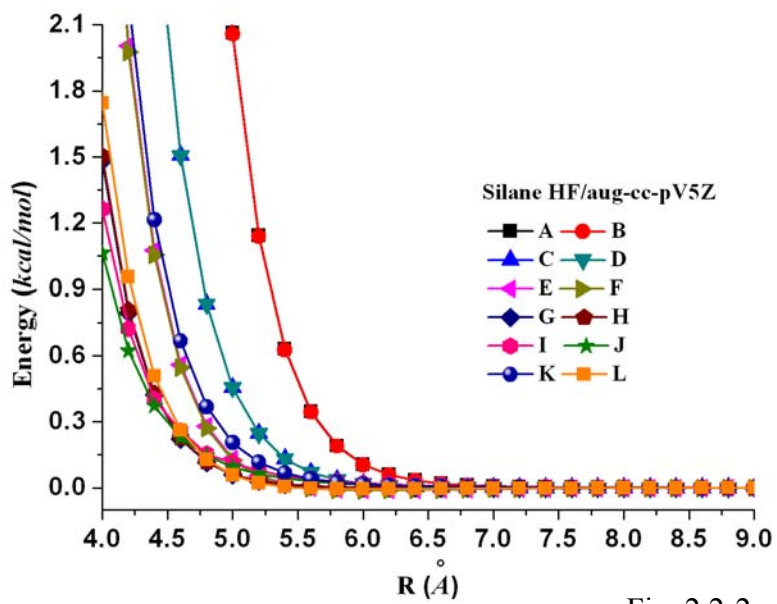 2.1
1.8
1.5
1.2
0.9
0.6
0.3
0.0
Energy (kcal/mol)
Silane HF/aug-cc-pV5Z
A B
C D
E F
G H
I J
K L
4.0 4.5 5.0 5.5 6.0 6.5 7.0 7.5 8.0 8.5 9.0
R (Å)